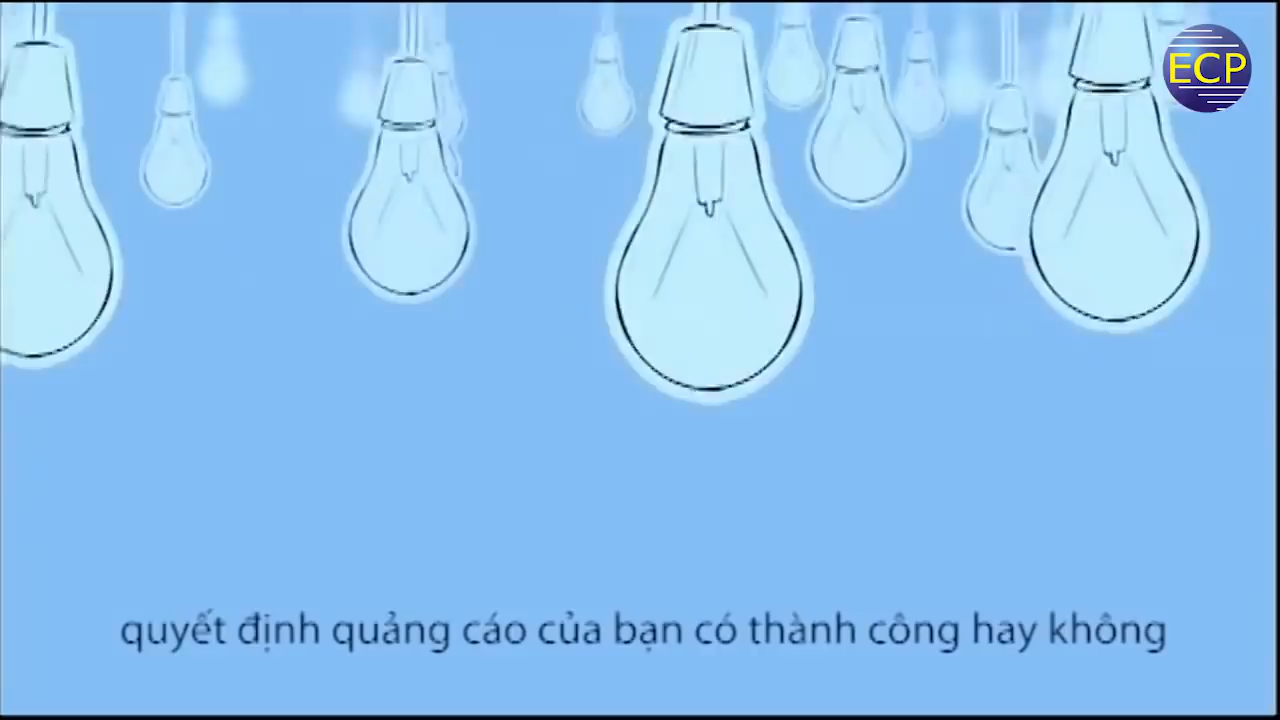 ECP
quyết định quảng cáo của bạn có thành công hay không